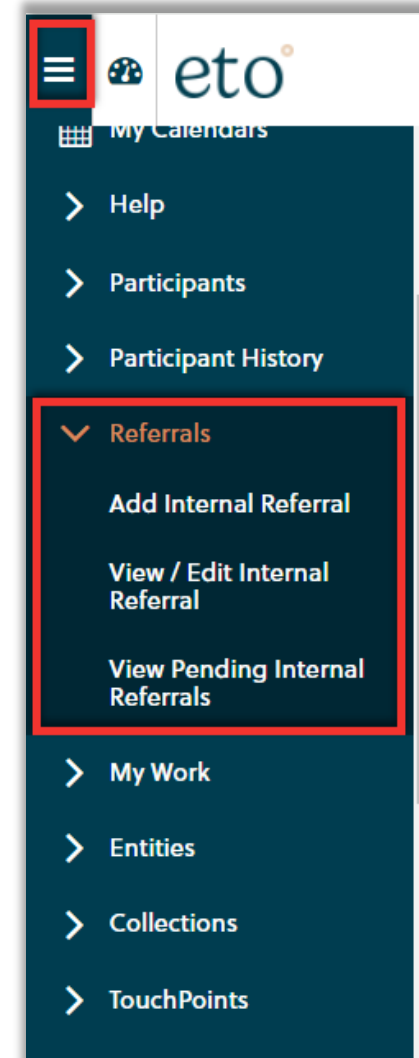 eto
My Calendars
Help
Participants
Participant History
Referrals
Add Internal Referral
View / Edit Internal
Referral
View Pending Internal
Referrals
My Work
Entities
Collections
TouchPoints